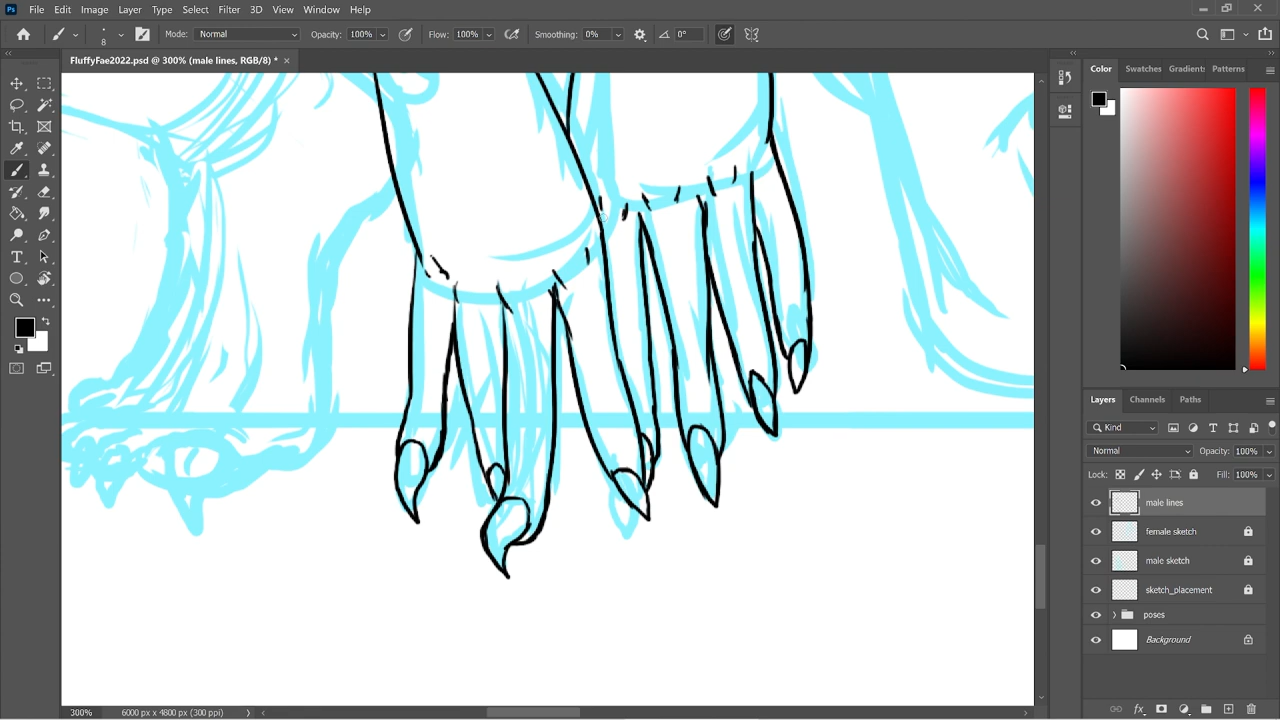 Ps File Edit Image Layer Type Select Filter 3D View Window Help
8 Mode: Normal Opacity: 100% Flow: 100% Smoothing: 0% 0°
FluffyFae2022.psd @ 300% (male lines, RGB/8) * ×
Color Swatches Gradients Patterns
T
Layers Channels Paths
Kind T
Normal Opacity: 100%
Lock: Fill: 100%
male lines
female sketch
male sketch
sketch_placement
poses
Background
300% 6000 px x 4800 px (300 ppi)
fx